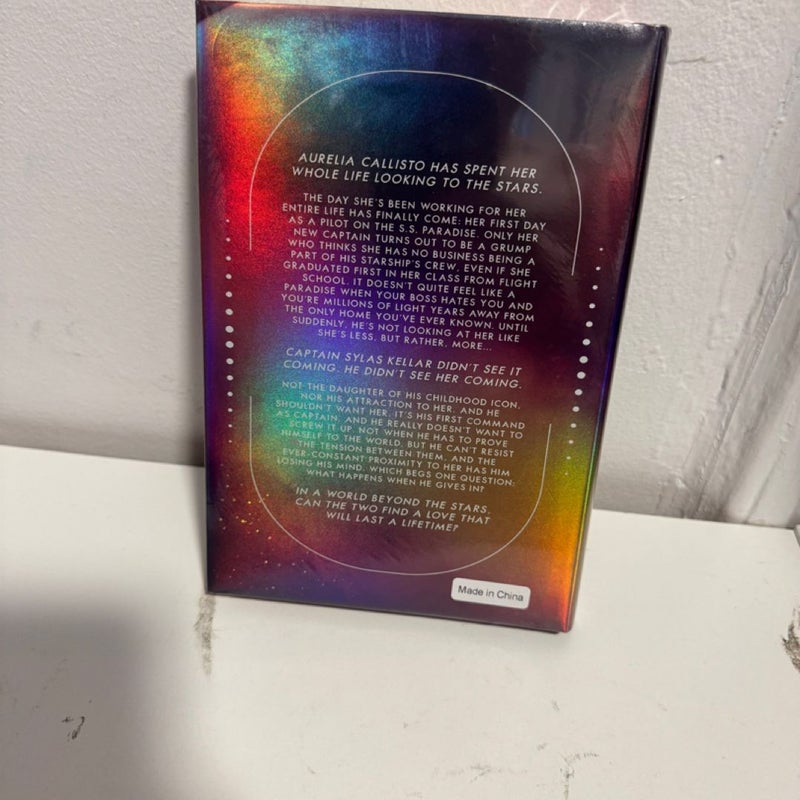 AURELIA CALLISTO HAS SPENT HER
WHOLE LIFE LOOKING TO THE STARS.
THE DAY SHE'S BEEN WORKING FOR HER
ENTIRE LIFE HAS FINALLY COME: HER FIRST DAY
AS A PILOT ON THE S.S. PARADISE. ONLY HER
NEW CAPTAIN TURNS OUT TO BE A GRUMP
WHO THINKS SHE HAS NO BUSINESS BEING A
PART OF HIS STARSHIP'S CREW, EVEN IF SHE
GRADUATED FIRST IN HER CLASS FROM FLIGHT
SCHOOL. IT DOESN'T QUITE FEEL LIKE A
PARADISE WHEN YOUR BOSS HATES YOU AND
YOU'RE MILLIONS OF LIGHT YEARS AWAY FROM
THE ONLY HOME YOU'VE EVER KNOWN. UNTIL
SUDDENLY, HE'S NOT LOOKING AT HER LIKE
SHE'S LESS. BUT RATHER, MORE...
CAPTAIN SYLAS KELLAR DIDN'T SEE IT
COMING. HE DIDN'T SEE HER COMING.
NOT THE DAUGHTER OF HIS CHILDHOOD ICON.
NOR HIS ATTRACTION TO HER. AND HE
SHOULDN'T WANT HER. IT'S HIS FIRST COMMAND
AS CAPTAIN, AND HE REALLY DOESN'T WANT TO
SCREW IT UP. NOT WHEN HE HAS TO PROVE
HIMSELF TO THE WORLD. BUT HE CAN'T RESIST
THE TENSION BETWEEN THEM, AND THE
EVER-CONSTANT PROXIMITY TO HER HAS HIM
LOSING HIS MIND. WHICH BEGS ONE QUESTION:
WHAT HAPPENS WHEN HE GIVES IN?
IN A WORLD BEYOND THE STARS.
CAN THE TWO FIND A LOVE THAT
WILL LAST A LIFETIME?
Made in China